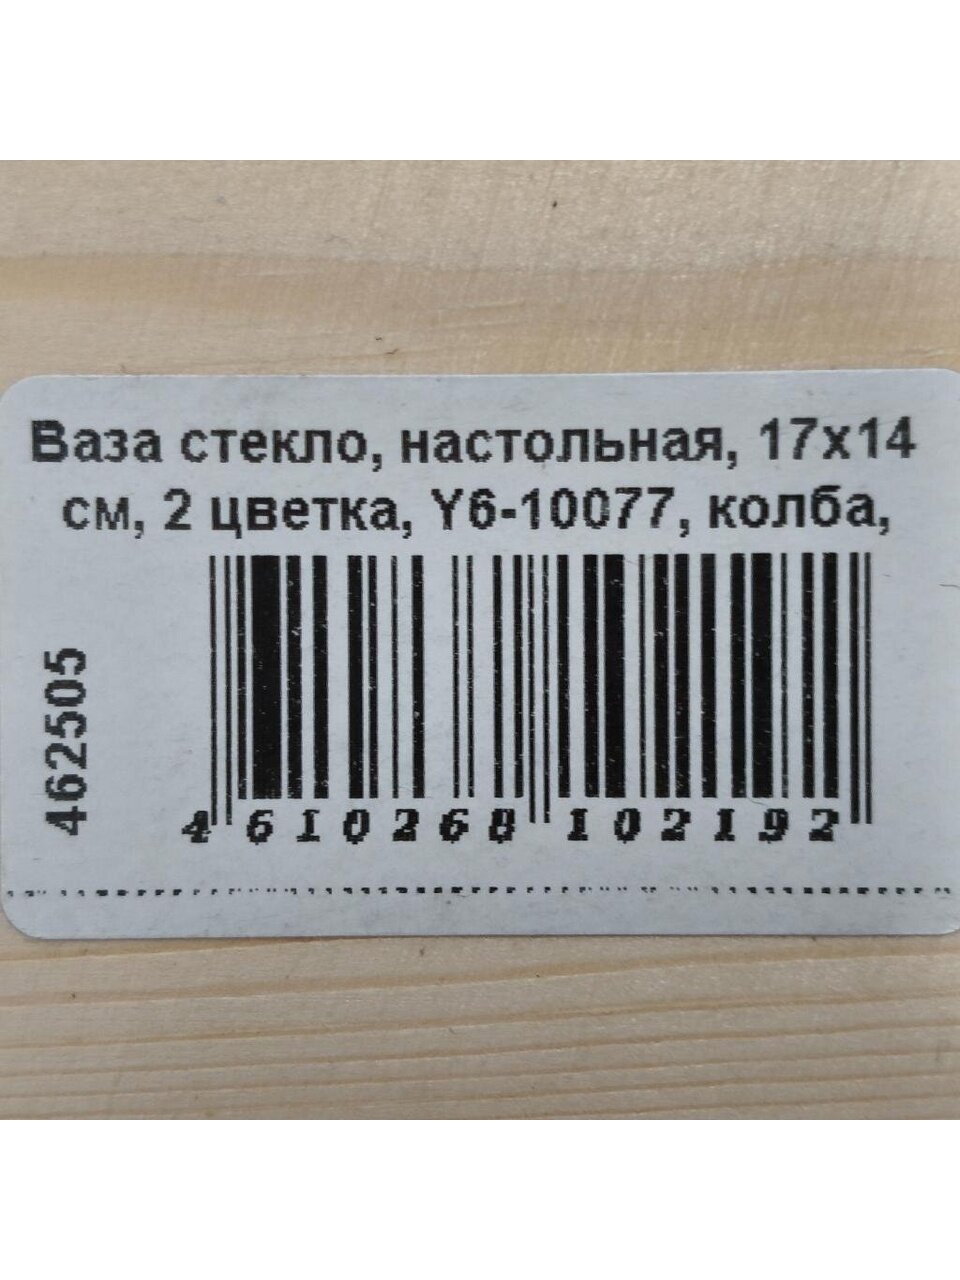 Ваза стекло, настольная, 17х14
см, 2 цветка, Y6-10077, колба,
462505
4 610268 102192